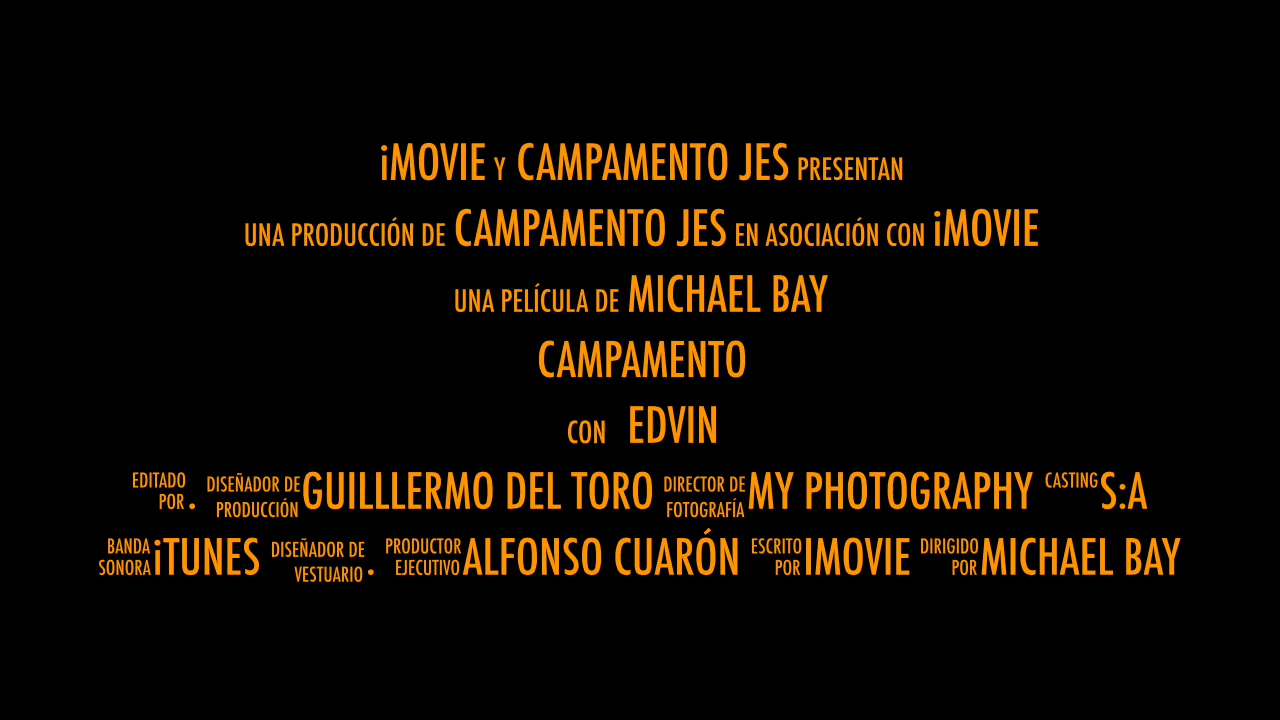 iMOVIE Y CAMPAMENTO JES PRESENTAN
UNA PRODUCCIÓN DE CAMPAMENTO JES EN ASOCIACIÓN CON iMOVIE
UNA PELÍCULA DE MICHAEL BAY
CAMPAMENTO
CON EDVIN
EDITADO POR . DISEÑADOR DE PRODUCCIÓN GUILLLERMO DEL TORO DIRECTOR DE FOTOGRAFÍA MY PHOTOGRAPHY CASTING S:A
BANDA SONORA iTUNES DISEÑADOR DE VESTUARIO . PRODUCTOR EJECUTIVO ALFONSO CUARÓN ESCRITO POR IMOVIE DIRIGIDO POR MICHAEL BAY